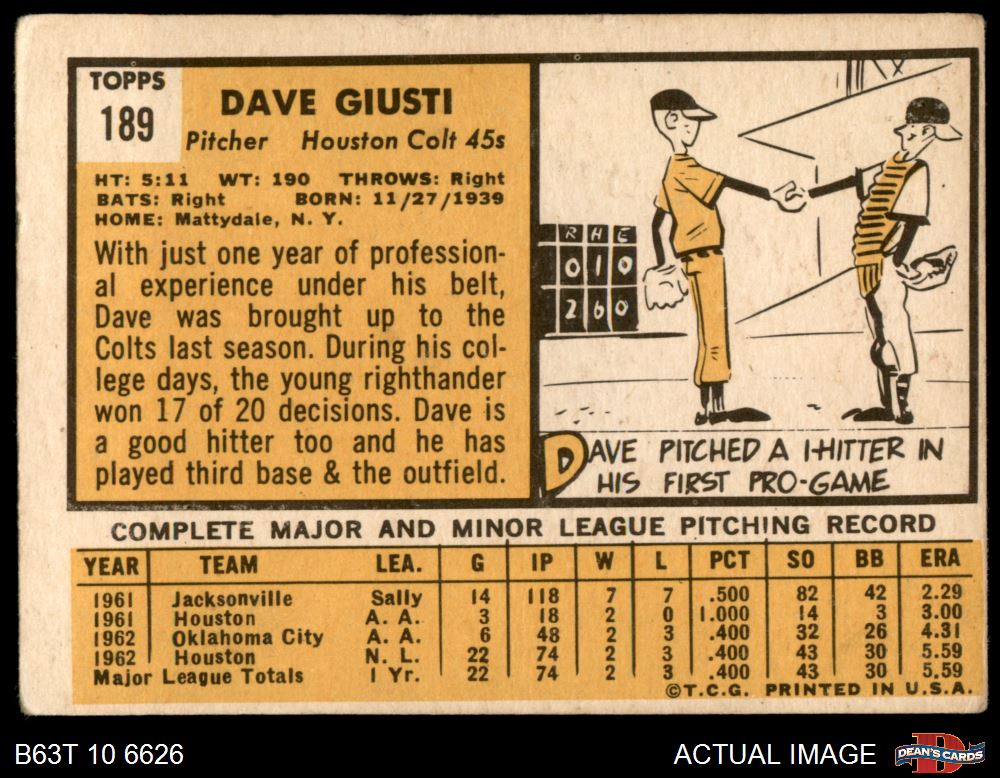 TOPPS
189
DAVE GIUSTI
Pitcher Houston Colt 45s
HT: 5:11 WT: 190 THROWS: Right
BATS: Right BORN: 11/27/1939
HOME: Mattydale, N. Y.
With just one year of profession-
al experience under his belt,
Dave was brought up to the
Colts last season. During his col-
lege days, the young righthander
won 17 of 20 decisions. Dave is
a good hitter too and he has
played third base & the outfield.
R H E
0 1 0
2 6 0
DAVE PITCHED A 1-HITTER IN
HIS FIRST PRO-GAME
COMPLETE MAJOR AND MINOR LEAGUE PITCHING RECORD
YEAR TEAM LEA. G IP W L PCT SO BB ERA
1961 Jacksonville Sally 14 118 7 7 .500 82 42 2.29
1961 Houston A. A. 3 18 2 0 1.000 14 3 3.00
1962 Oklahoma City A. A. 6 48 2 3 .400 32 26 4.31
1962 Houston N. L. 22 74 2 3 .400 43 30 5.59
Major League Totals 1 Yr. 22 74 2 3 .400 43 30 5.59
©T.C.G. PRINTED IN U.S.A.
B63T 10 6626
ACTUAL IMAGE
D
DEAN'S CARDS